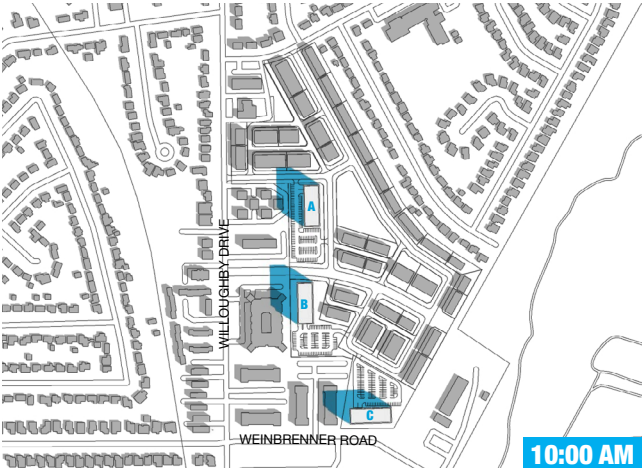 A
WILLOUGHBY DRIVE
B
C
WEINBRENNER ROAD
10:00 AM